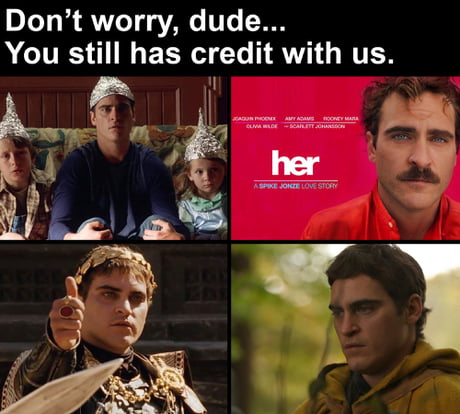 Don't worry, dude...
You still has credit with us.
JOAQUIN PHOENIX AMY ADAMS ROONEY MARA
OLIVIA WILDE AND SCARLETT JOHANSSON
her
A SPIKE JONZE LOVE STORY